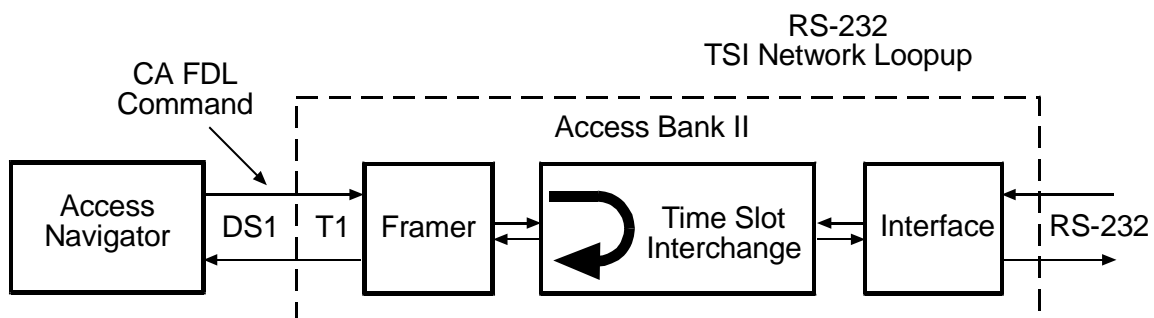 RS-232
TSI Network Loopup
CA FDL
Command
Access Bank II
Access
Navigator
DS1
T1
Framer
Time Slot
Interchange
Interface
RS-232